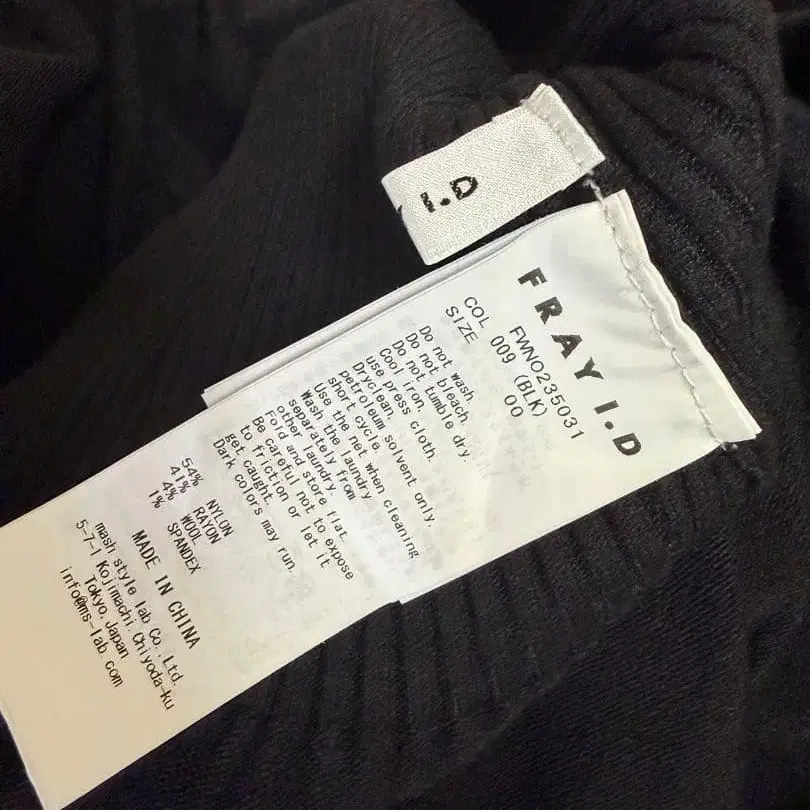 I.D
FRAY I.D
FWNO235031
COL 009 (BLK)
SIZE 00
Do not wash.
Do not bleach.
Do not tumble dry.
Cool iron.
use press cloth.
Dryclean,
petroleum solvent only,
short cycle.
Use the net when cleaning
Wash the laundry
separately from
other laundry.
Fold and store flat.
Be careful not to expose
to friction or let it
get caught.
Dark colors may run.
54% NYLON
41% RAYON
4% WOOL
1% SPANDEX
MADE IN CHINA
mash style lab Co.,Ltd.
5-7-1 Kojimachi Chiyoda-ku
Tokyo,Japan
info@ms-lab.com